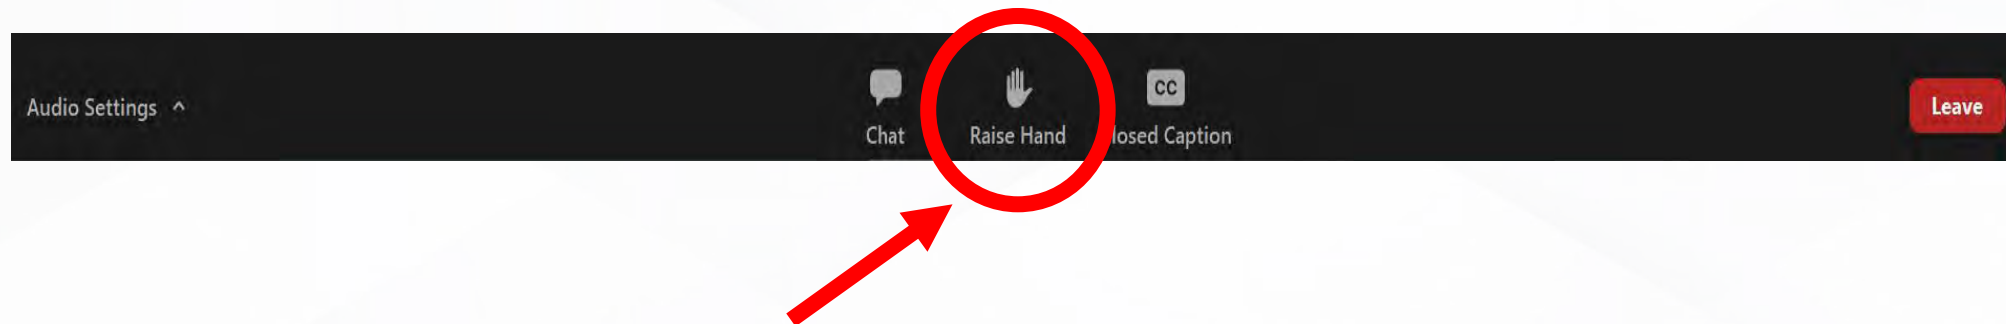 Audio Settings ^
CC
Chat
Raise Hand
losed Caption
Leave